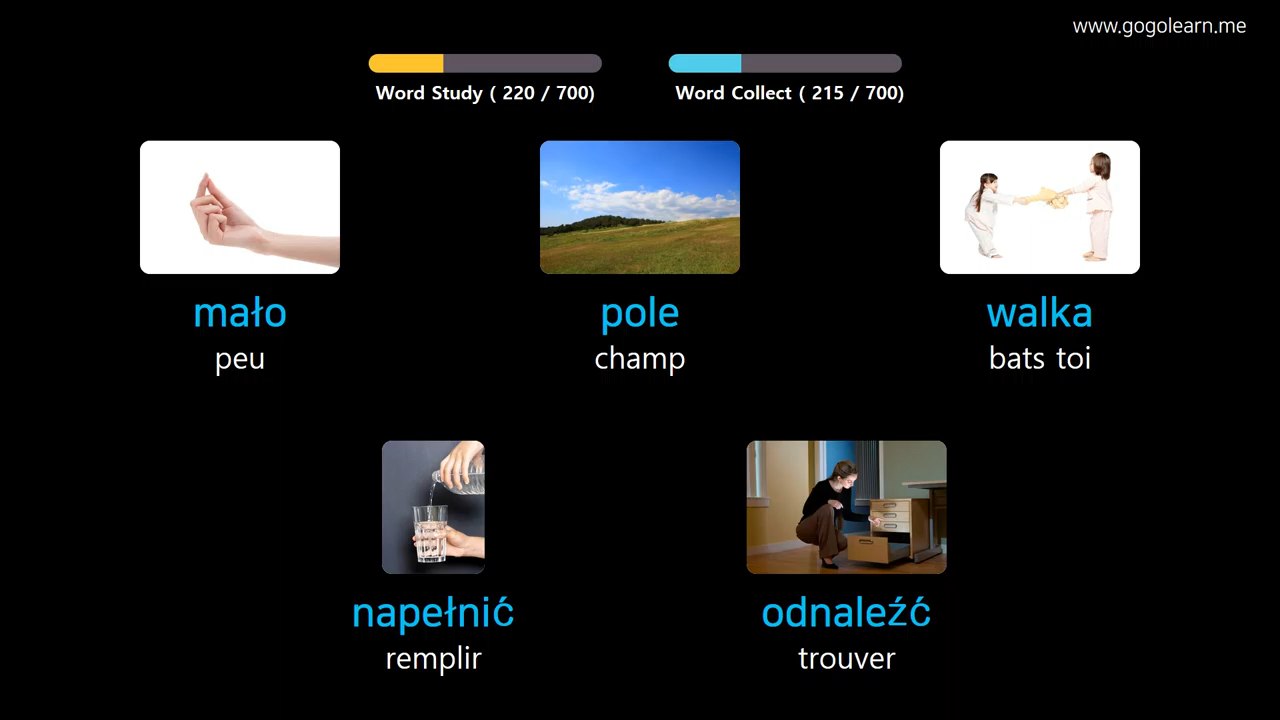 www.gogolearn.me
Word Study ( 220 / 700)
Word Collect ( 215 / 700)
mało
peu
pole
champ
walka
bats toi
napełnić
remplir
odnaleźć
trouver